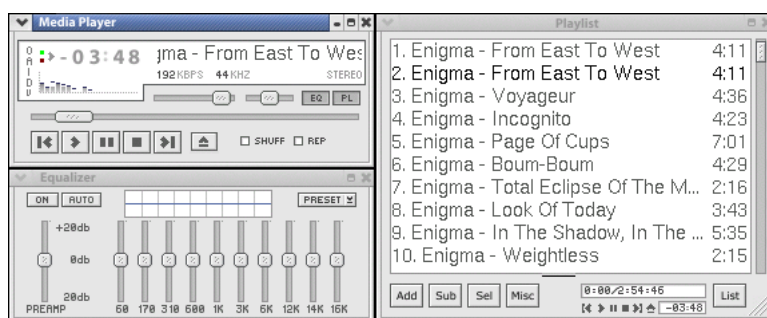 Media Player
O
A
I
D
V
-03:48
gma - From East To Wes
192 KBPS 44 KHZ STEREO
EQ PL
SHUFF REP
Equalizer
ON AUTO PRESET
+20db
0db
20db
PREAMP 60 170 310 600 1K 3K 6K 12K 14K 16K
Playlist
1. Enigma - From East To West 4:11
2. Enigma - From East To West 4:11
3. Enigma - Voyageur 4:36
4. Enigma - Incognito 4:23
5. Enigma - Page Of Cups 7:01
6. Enigma - Boum-Boum 4:29
7. Enigma - Total Eclipse Of The M... 2:16
8. Enigma - Look Of Today 3:43
9. Enigma - In The Shadow, In The ... 5:35
10. Enigma - Weightless 2:15
Add Sub Sel Misc
0:00/2:54:46
-03:48
List